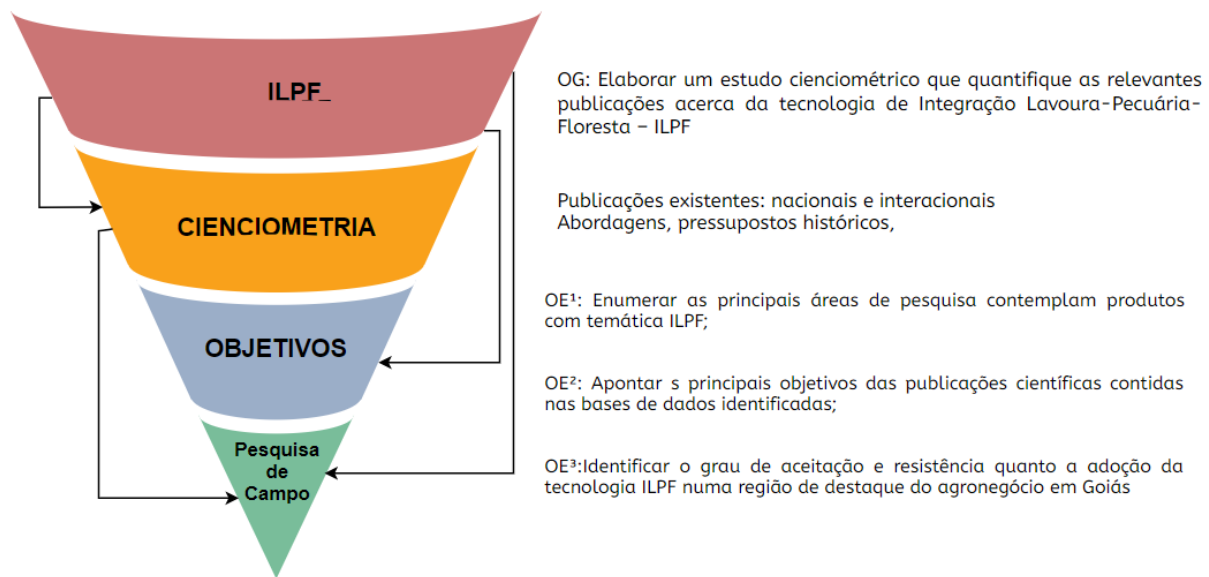 ILPF_
OG: Elaborar um estudo cienciométrico que quantifique as relevantes
publicações acerca da tecnologia de Integração Lavoura-Pecuária-
Floresta – ILPF
CIENCIOMETRIA
Publicações existentes: nacionais e interacionais
Abordagens, pressupostos históricos,
OBJETIVOS
OE¹: Enumerar as principais áreas de pesquisa contemplam produtos
com temática ILPF;
OE²: Apontar s principais objetivos das publicações científicas contidas
nas bases de dados identificadas;
Pesquisa
de
Campo
OE³:Identificar o grau de aceitação e resistência quanto a adoção da
tecnologia ILPF numa região de destaque do agronegócio em Goiás